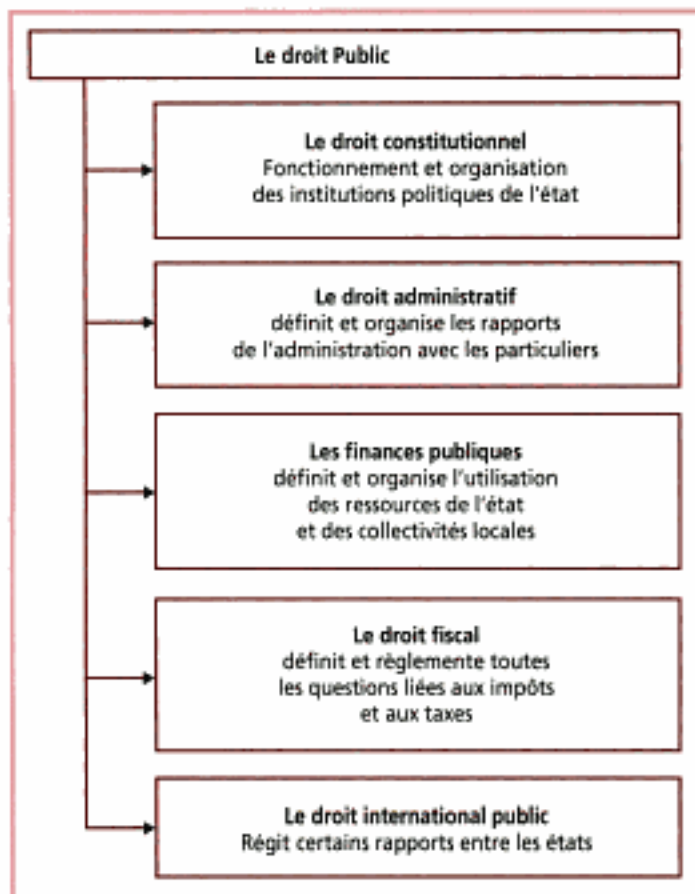 Le droit Public
Le droit constitutionnel
Fonctionnement et organisation
des institutions politiques de l'état
Le droit administratif
définit et organise les rapports
de l'administration avec les particuliers
Les finances publiques
définit et organise l'utilisation
des ressources de l'état
et des collectivités locales
Le droit fiscal
définit et règlemente toutes
les questions liées aux impôts
et aux taxes
Le droit international public
Régit certains rapports entre les états